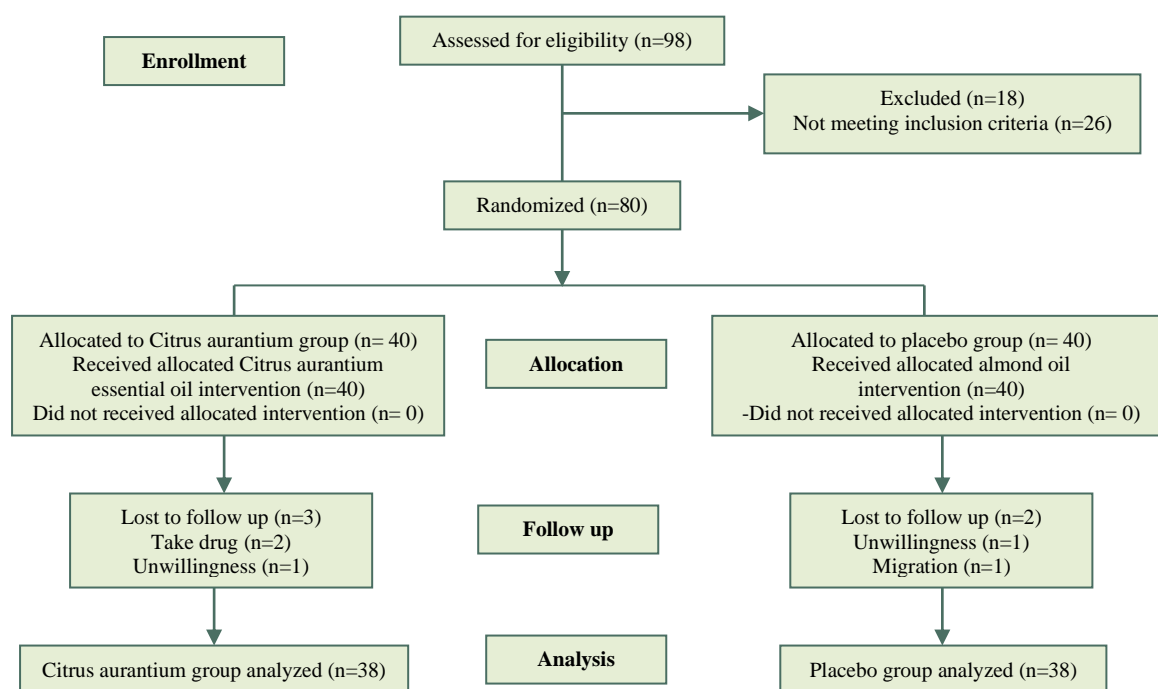 Assessed for eligibility (n=98)
Enrollment
Excluded (n=18)
Not meeting inclusion criteria (n=26)
Randomized (n=80)
Allocated to Citrus aurantium group (n= 40)
Received allocated Citrus aurantium
essential oil intervention (n=40)
Did not received allocated intervention (n= 0)
Allocation
Allocated to placebo group (n= 40)
Received allocated almond oil
intervention (n=40)
-Did not received allocated intervention (n= 0)
Lost to follow up (n=3)
Take drug (n=2)
Unwillingness (n=1)
Follow up
Lost to follow up (n=2)
Unwillingness (n=1)
Migration (n=1)
Citrus aurantium group analyzed (n=38)
Analysis
Placebo group analyzed (n=38)